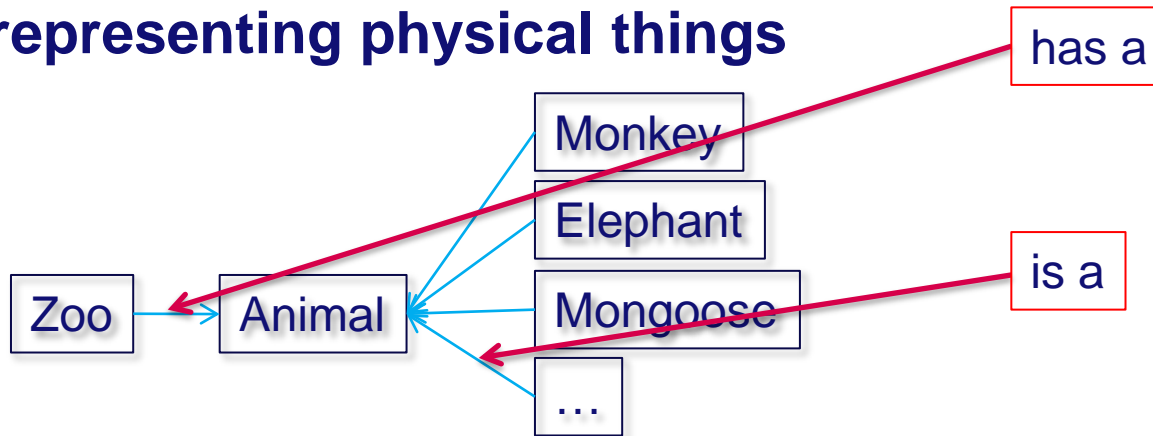 representing physical things
has a
Monkey
Elephant
is a
Zoo
Animal
Mongoose
…